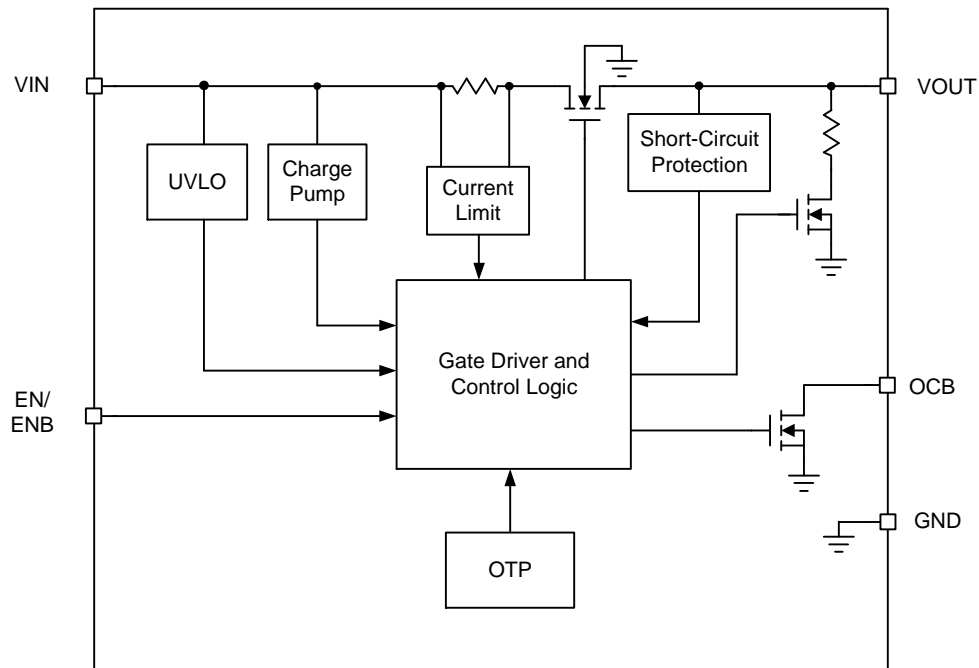 VIN
VOUT
UVLO
Charge
Pump
Current
Limit
Short-Circuit
Protection
Gate Driver and
Control Logic
EN/
ENB
OCB
GND
OTP